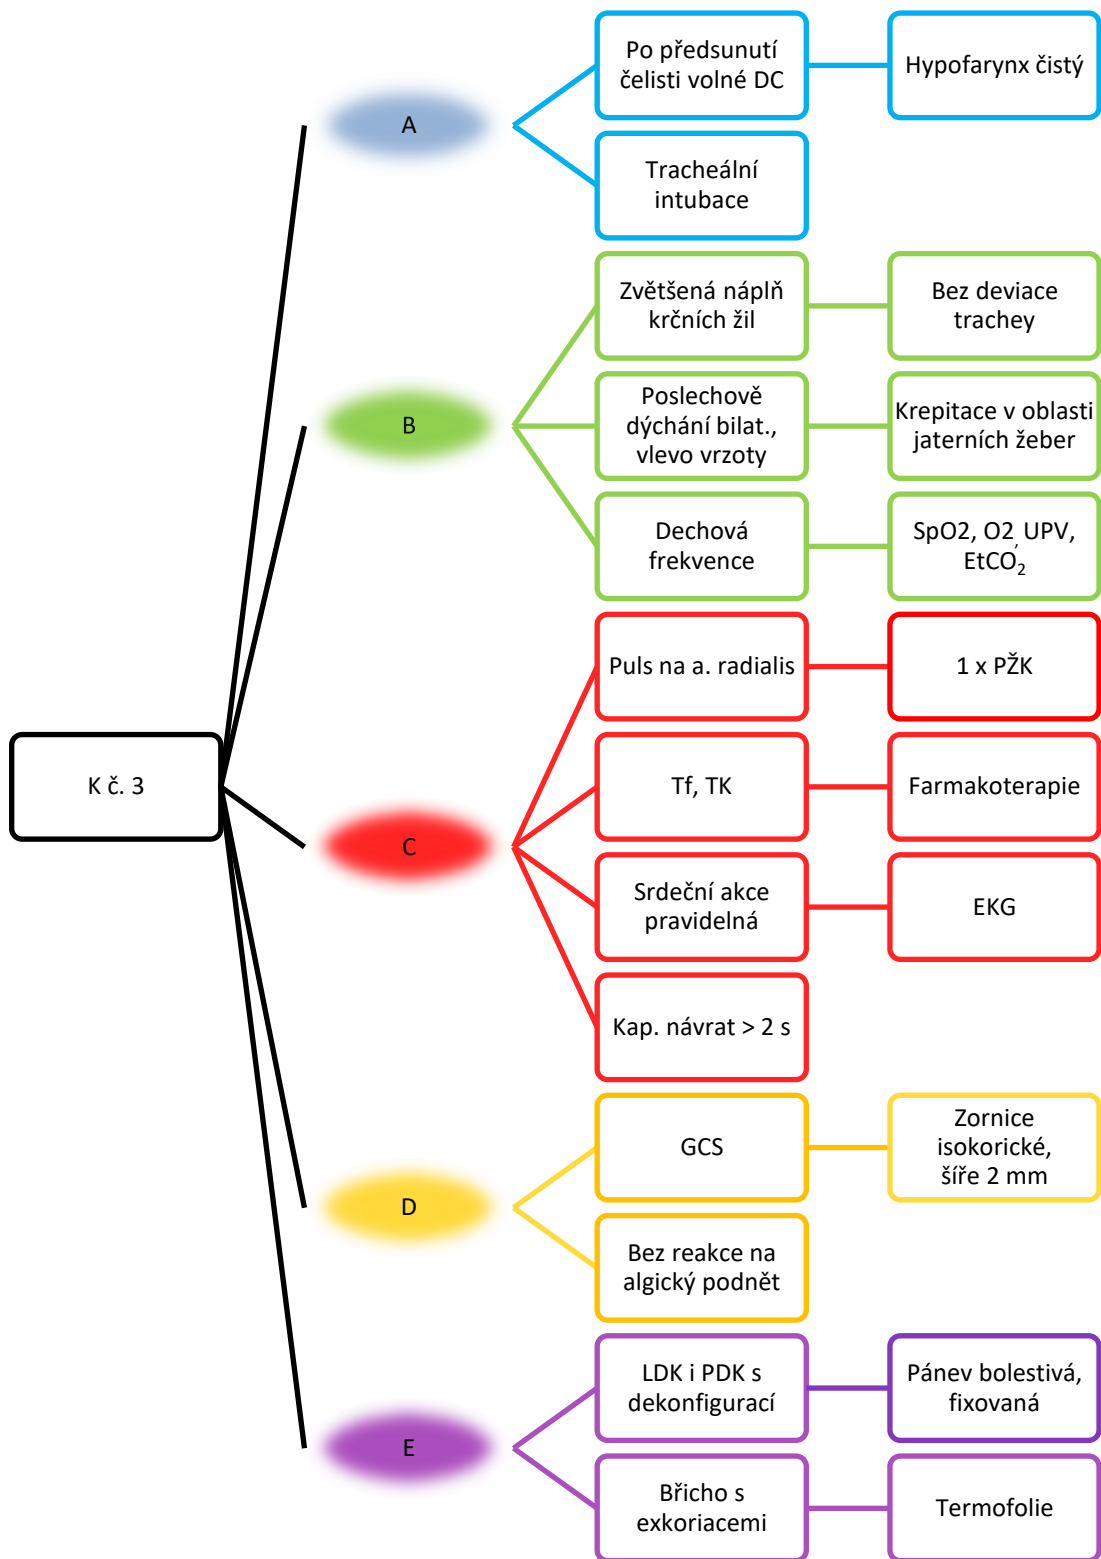 K č. 3
A
Po předsunutí
čelisti volné DC
Hypofarynx čistý
Tracheální
intubace
B
Zvětšená náplň
krčních žil
Bez deviace
trachey
Poslechově
dýchání bilat.,
vlevo vrzoty
Krepitace v oblasti
jaterních žeber
Dechová
frekvence
SpO2, O2, UPV,
EtCO₂
C
Puls na a. radialis
1 x PŽK
Tf, TK
Farmakoterapie
Srdeční akce
pravidelná
EKG
Kap. návrat > 2 s
D
GCS
Zornice
isokorické,
šíře 2 mm
Bez reakce na
algický podnět
E
LDK i PDK s
dekonfigurací
Pánev bolestivá,
fixovaná
Břicho s
exkoriacemi
Termofolie